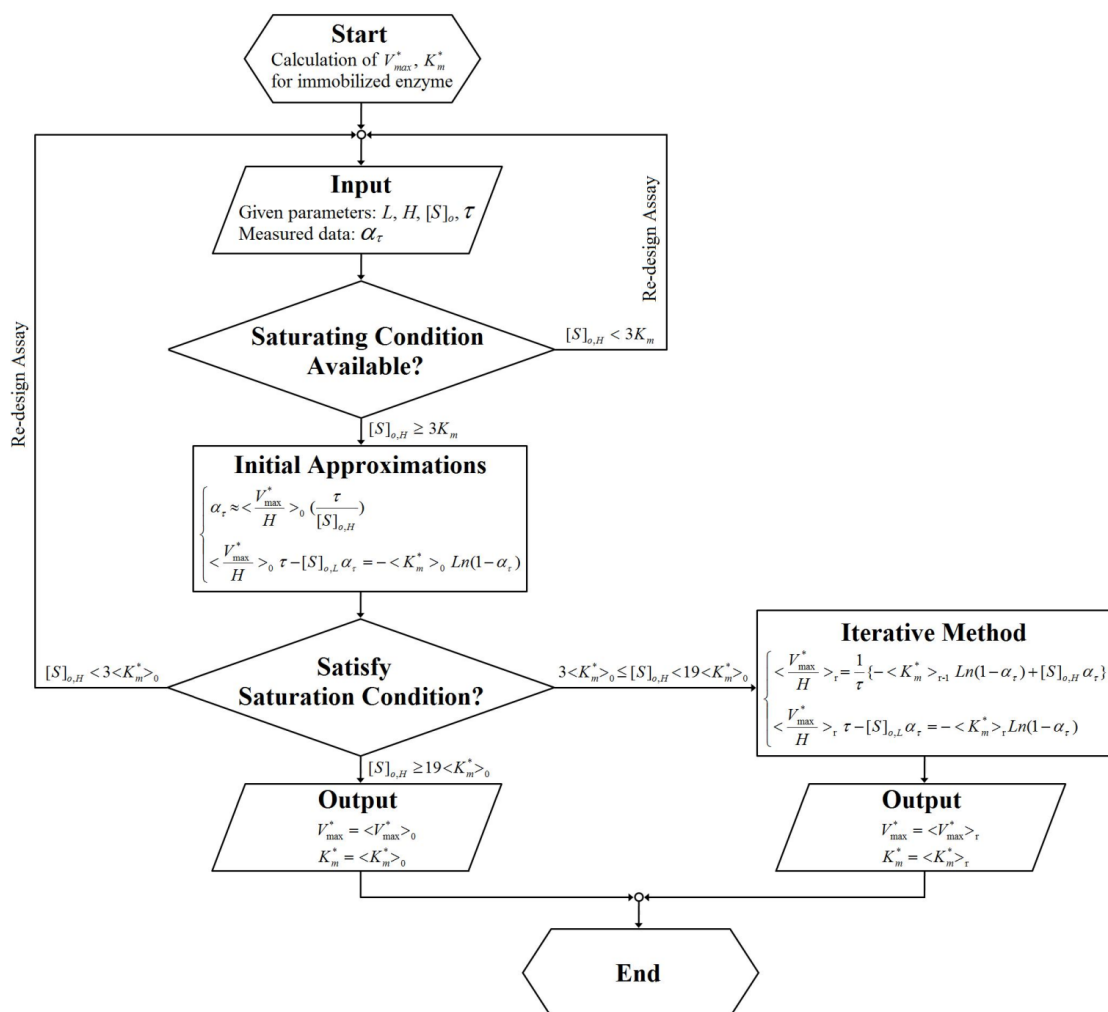 Start
Calculation of V*max, K*m
for immobilized enzyme
Input
Given parameters: L, H, [S]o, τ
Measured data: ατ
Re-design Assay
Re-design Assay
Saturating Condition
Available?
[S]o,H < 3Km
[S]o,H ≥ 3Km
Initial Approximations
ατ ≈ < V*max / H >0 ( τ / [S]o,H )
< V*max / H >0 τ − [S]o,L ατ = − < K*m >0 Ln(1 − ατ)
[S]o,H < 3<K*m>0
Satisfy
Saturation Condition?
3<K*m>0 ≤ [S]o,H < 19<K*m>0
Iterative Method
< V*max / H >r = 1/τ {− < K*m >r-1 Ln(1 − ατ) + [S]o,H ατ}
< V*max / H >r τ − [S]o,L ατ = − < K*m >r Ln(1 − ατ)
[S]o,H ≥ 19<K*m>0
Output
V*max = <V*max>0
K*m = <K*m>0
Output
V*max = <V*max>r
K*m = <K*m>r
End